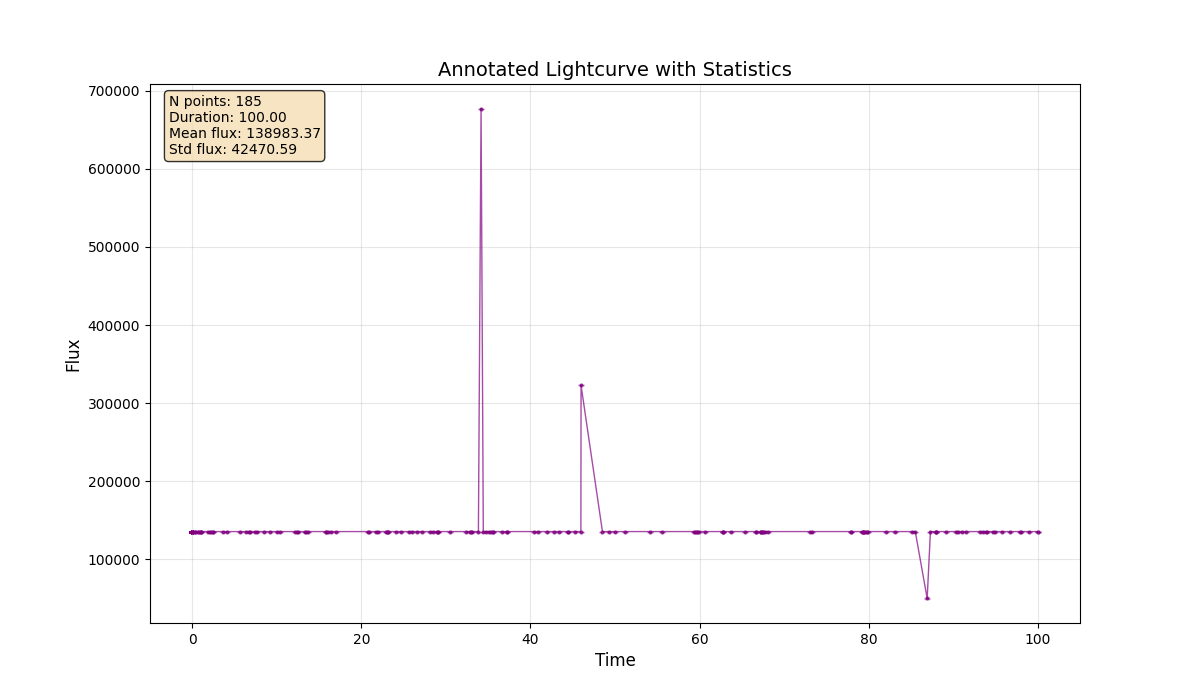 Annotated Lightcurve with Statistics
N points: 185
Duration: 100.00
Mean flux: 138983.37
Std flux: 42470.59
700000
600000
500000
400000
300000
200000
100000
Flux
0 20 40 60 80 100
Time